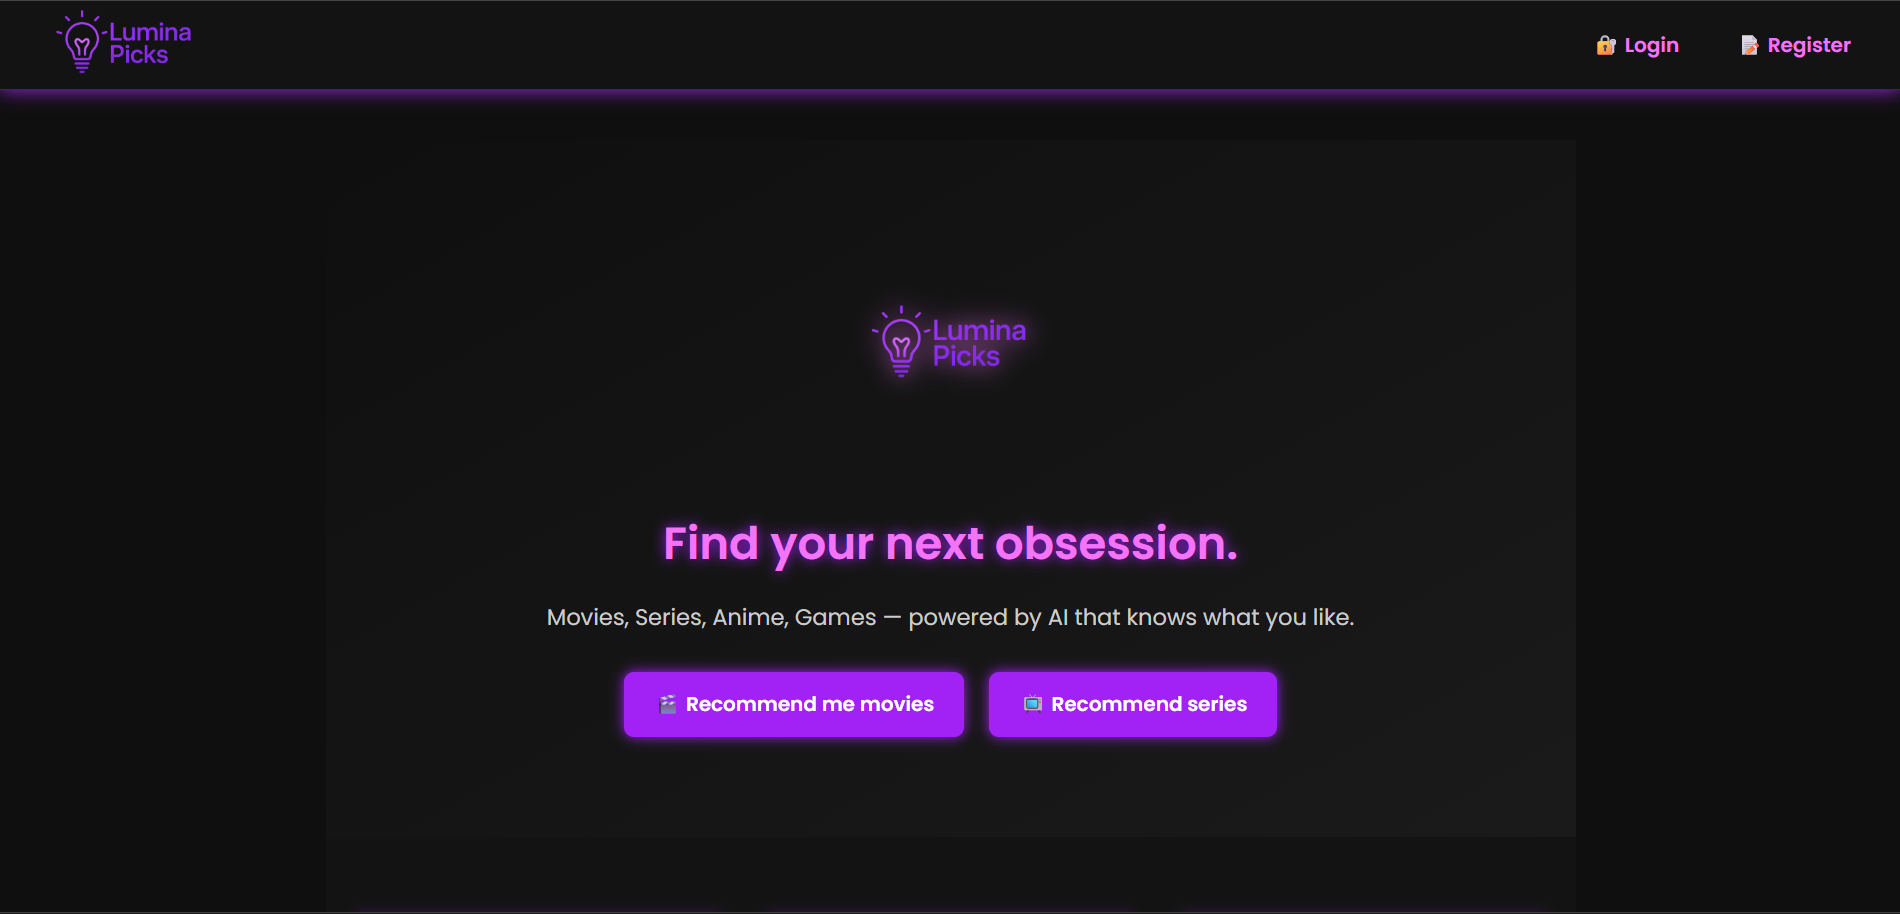 Lumina
Picks
🔐 Login
📝 Register
Lumina
Picks
Find your next obsession.
Movies, Series, Anime, Games — powered by AI that knows what you like.
🎬 Recommend me movies
📺 Recommend series